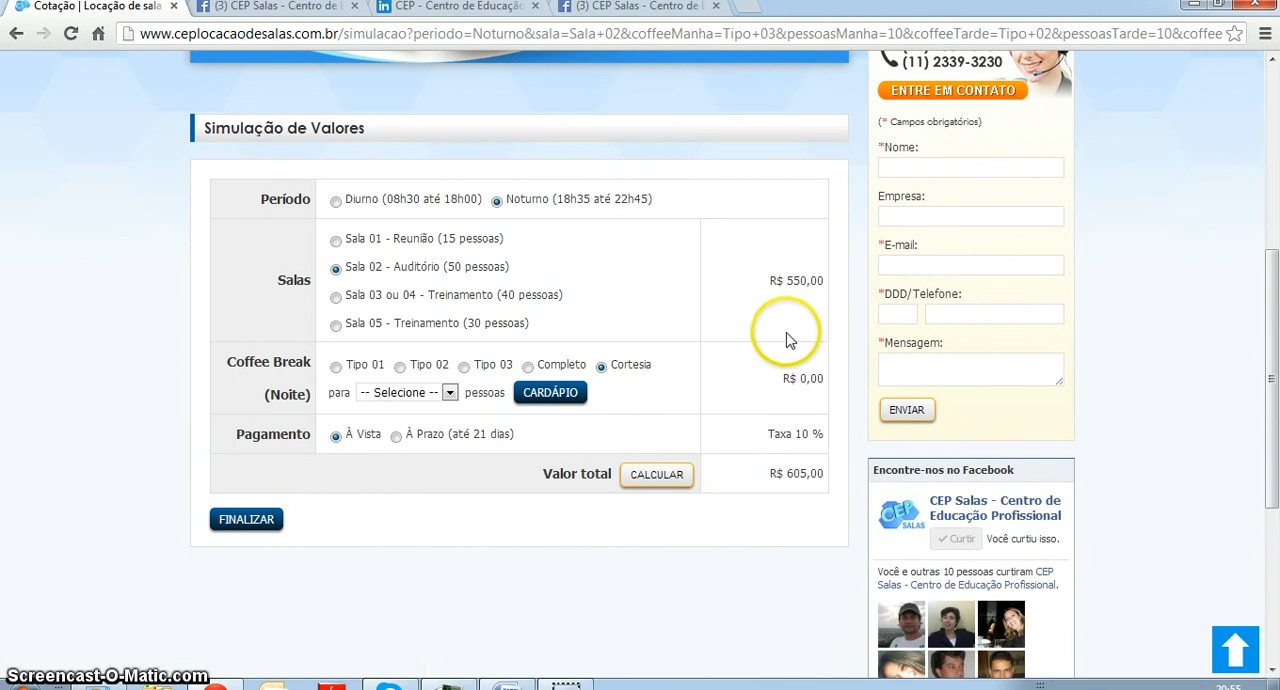 Cotação | Locação de sala
(3) CEP Salas - Centro de E
CEP - Centro de Educação
(3) CEP Salas - Centro de E
www.ceplocacaodesalas.com.br/simulacao?periodo=Noturno&sala=Sala+02&coffeeManha=Tipo+03&pessoasManha=10&coffeeTarde=Tipo+02&pessoasTarde=10&coffee
(11) 2339-3230
ENTRE EM CONTATO
(* Campos obrigatórios)
*Nome:
Empresa:
*E-mail:
*DDD/Telefone:
*Mensagem:
ENVIAR
Simulação de Valores
Período
Diurno (08h30 até 18h00)
Noturno (18h35 até 22h45)
Salas
Sala 01 - Reunião (15 pessoas)
Sala 02 - Auditório (50 pessoas)
Sala 03 ou 04 - Treinamento (40 pessoas)
Sala 05 - Treinamento (30 pessoas)
R$ 550,00
Coffee Break
(Noite)
Tipo 01 Tipo 02 Tipo 03 Completo Cortesia
para -- Selecione -- pessoas CARDÁPIO
R$ 0,00
Pagamento
À Vista À Prazo (até 21 dias)
Taxa 10 %
Valor total CALCULAR R$ 605,00
FINALIZAR
Encontre-nos no Facebook
CEP SALAS
CEP Salas - Centro de
Educação Profissional
Curtir Você curtiu isso.
Você e outras 10 pessoas curtiram CEP
Salas - Centro de Educação Profissional.
Screencast-O-Matic.com
20:55